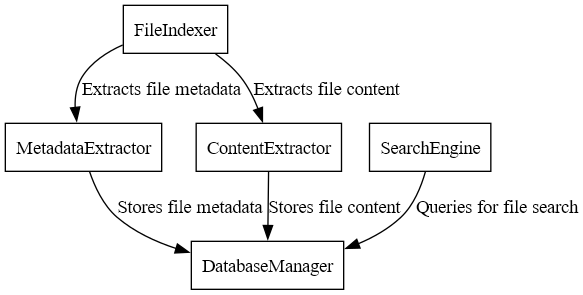 FileIndexer
Extracts file metadata
Extracts file content
MetadataExtractor
ContentExtractor
SearchEngine
Stores file metadata
Stores file content
Queries for file search
DatabaseManager